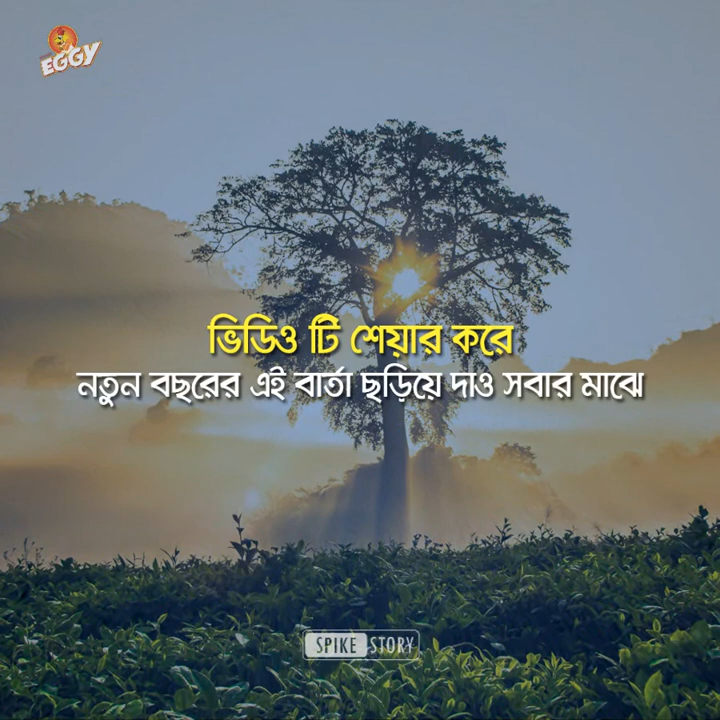 EGGY
ভিডিও টি শেয়ার করে
নতুন বছরের এই বার্তা ছড়িয়ে দাও সবার মাঝে
SPIKE STORY